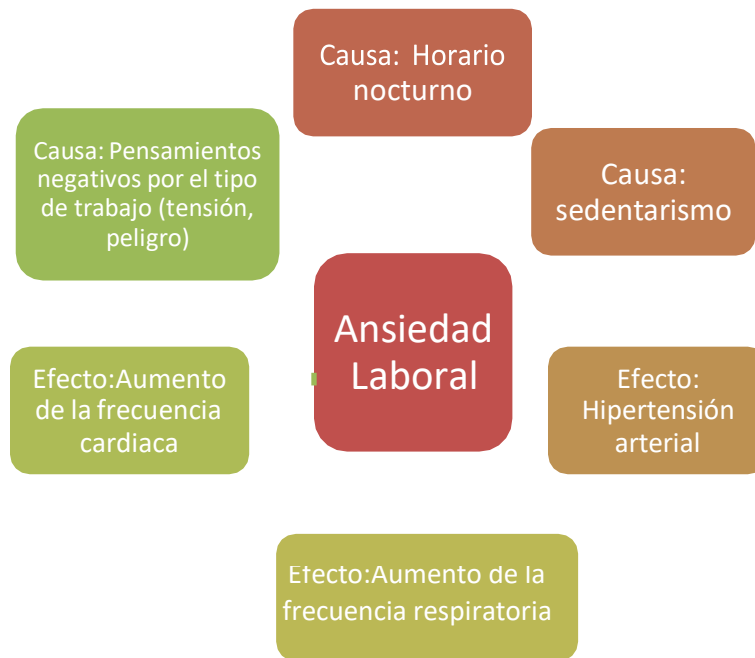 Causa: Horario
nocturno
Causa: Pensamientos
negativos por el tipo
de trabajo (tensión,
peligro)
Causa:
sedentarismo
Ansiedad
Laboral
Efecto:Aumento
de la frecuencia
cardiaca
Efecto:
Hipertensión
arterial
Efecto:Aumento de la
frecuencia respiratoria